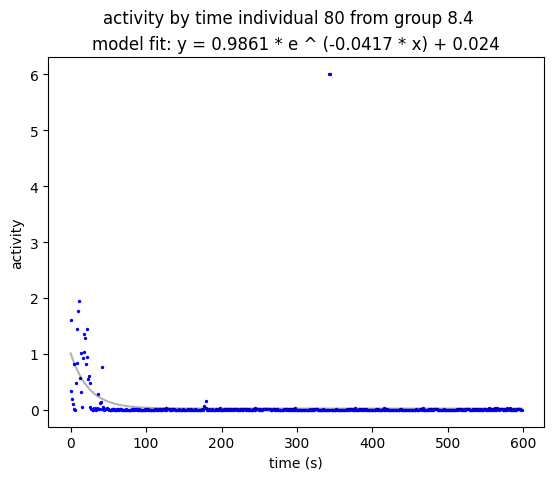 activity by time individual 80 from group 8.4
model fit: y = 0.9861 * e ^ (-0.0417 * x) + 0.024
6
5
4
3
2
1
0
activity
0 100 200 300 400 500 600
time (s)